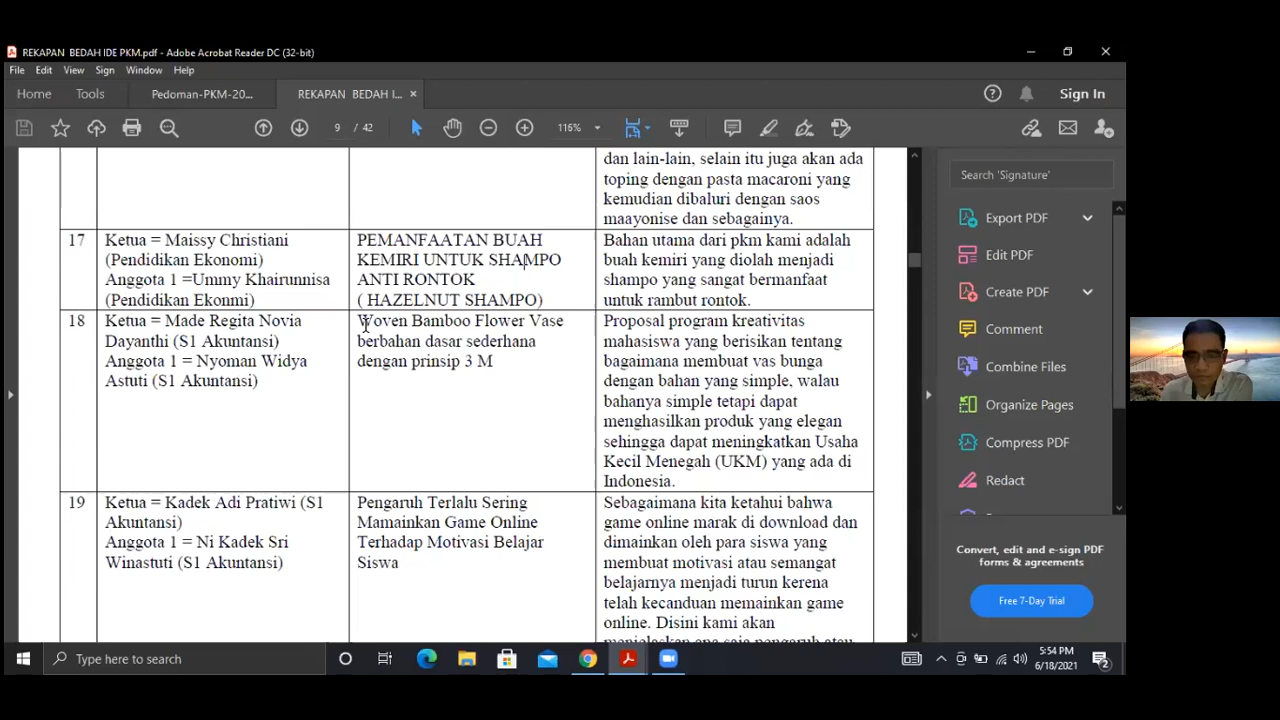 REKAPAN BEDAH IDE PKM.pdf - Adobe Acrobat Reader DC (32-bit)
File Edit View Sign Window Help
Home Tools Pedoman-PKM-20... REKAPAN BEDAH I... × Sign In
9 / 42 116%
dan lain-lain, selain itu juga akan ada
toping dengan pasta macaroni yang
kemudian dibaluri dengan saos
maayonise dan sebagainya.
17
Ketua = Maissy Christiani
(Pendidikan Ekonomi)
Anggota 1 =Ummy Khairunnisa
(Pendidikan Ekonmi)
PEMANFAATAN BUAH
KEMIRI UNTUK SHAMPO
ANTI RONTOK
( HAZELNUT SHAMPO)
Bahan utama dari pkm kami adalah
buah kemiri yang diolah menjadi
shampo yang sangat bermanfaat
untuk rambut rontok.
18
Ketua = Made Regita Novia
Dayanthi (S1 Akuntansi)
Anggota 1 = Nyoman Widya
Astuti (S1 Akuntansi)
Woven Bamboo Flower Vase
berbahan dasar sederhana
dengan prinsip 3 M
Proposal program kreativitas
mahasiswa yang berisikan tentang
bagaimana membuat vas bunga
dengan bahan yang simple, walau
bahanya simple tetapi dapat
menghasilkan produk yang elegan
sehingga dapat meningkatkan Usaha
Kecil Menegah (UKM) yang ada di
Indonesia.
19
Ketua = Kadek Adi Pratiwi (S1
Akuntansi)
Anggota 1 = Ni Kadek Sri
Winastuti (S1 Akuntansi)
Pengaruh Terlalu Sering
Mamainkan Game Online
Terhadap Motivasi Belajar
Siswa
Sebagaimana kita ketahui bahwa
game online marak di download dan
dimainkan oleh para siswa yang
membuat motivasi atau semangat
belajarnya menjadi turun kerena
telah kecanduan memainkan game
online. Disini kami akan
menjelaskan apa saja pengaruh atau
Search 'Signature'
Export PDF
Edit PDF
Create PDF
Comment
Combine Files
Organize Pages
Compress PDF
Redact
Convert, edit and e-sign PDF
forms & agreements
Free 7-Day Trial
Type here to search
5:54 PM
6/18/2021
2